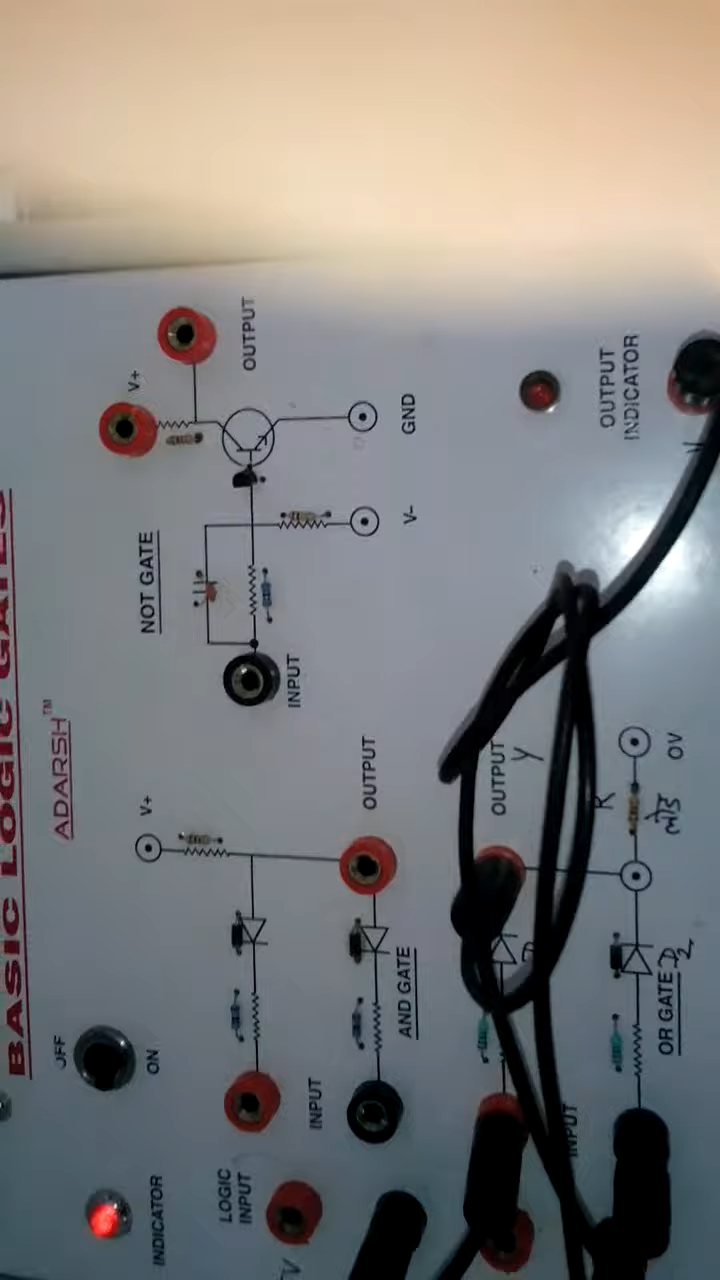 BASIC LOGIC GATES
ADARSH™
OFF
ON
INDICATOR
V+
OUTPUT
INPUT
AND GATE
NOT GATE
INPUT
V+
OUTPUT
GND
V-
LOGIC
INPUT
V
OUTPUT
Y
R
लोड
OV
D
D2
OR GATE
INPUT
OUTPUT
INDICATOR